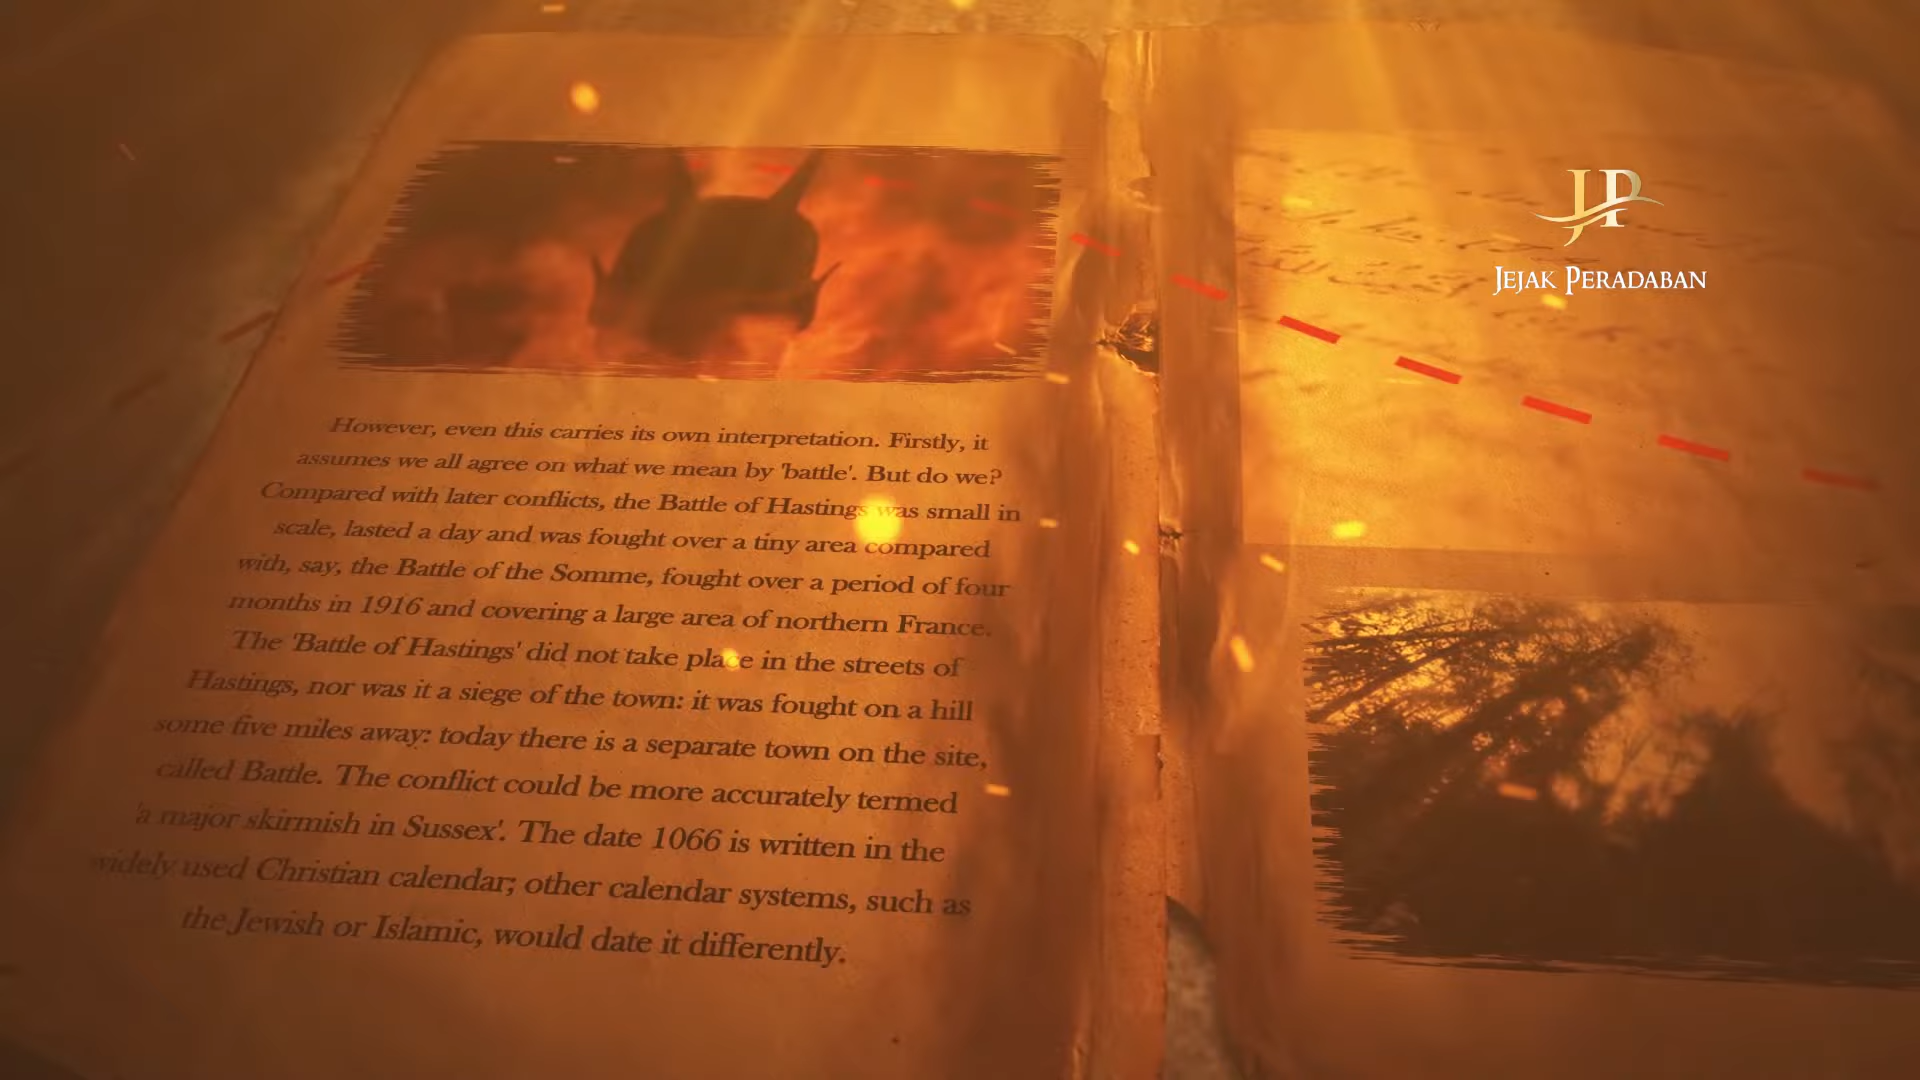 However, even this carries its own interpretation. Firstly, it
assumes we all agree on what we mean by 'battle'. But do we?
Compared with later conflicts, the Battle of Hastings was small in
scale, lasted a day and was fought over a tiny area compared
with, say, the Battle of the Somme, fought over a period of four
months in 1916 and covering a large area of northern France.
The 'Battle of Hastings' did not take place in the streets of
Hastings, nor was it a siege of the town: it was fought on a hill
some five miles away: today there is a separate town on the site,
called Battle. The conflict could be more accurately termed
'a major skirmish in Sussex'. The date 1066 is written in the
widely used Christian calendar; other calendar systems, such as
the Jewish or Islamic, would date it differently.
JP
JEJAK PERADABAN